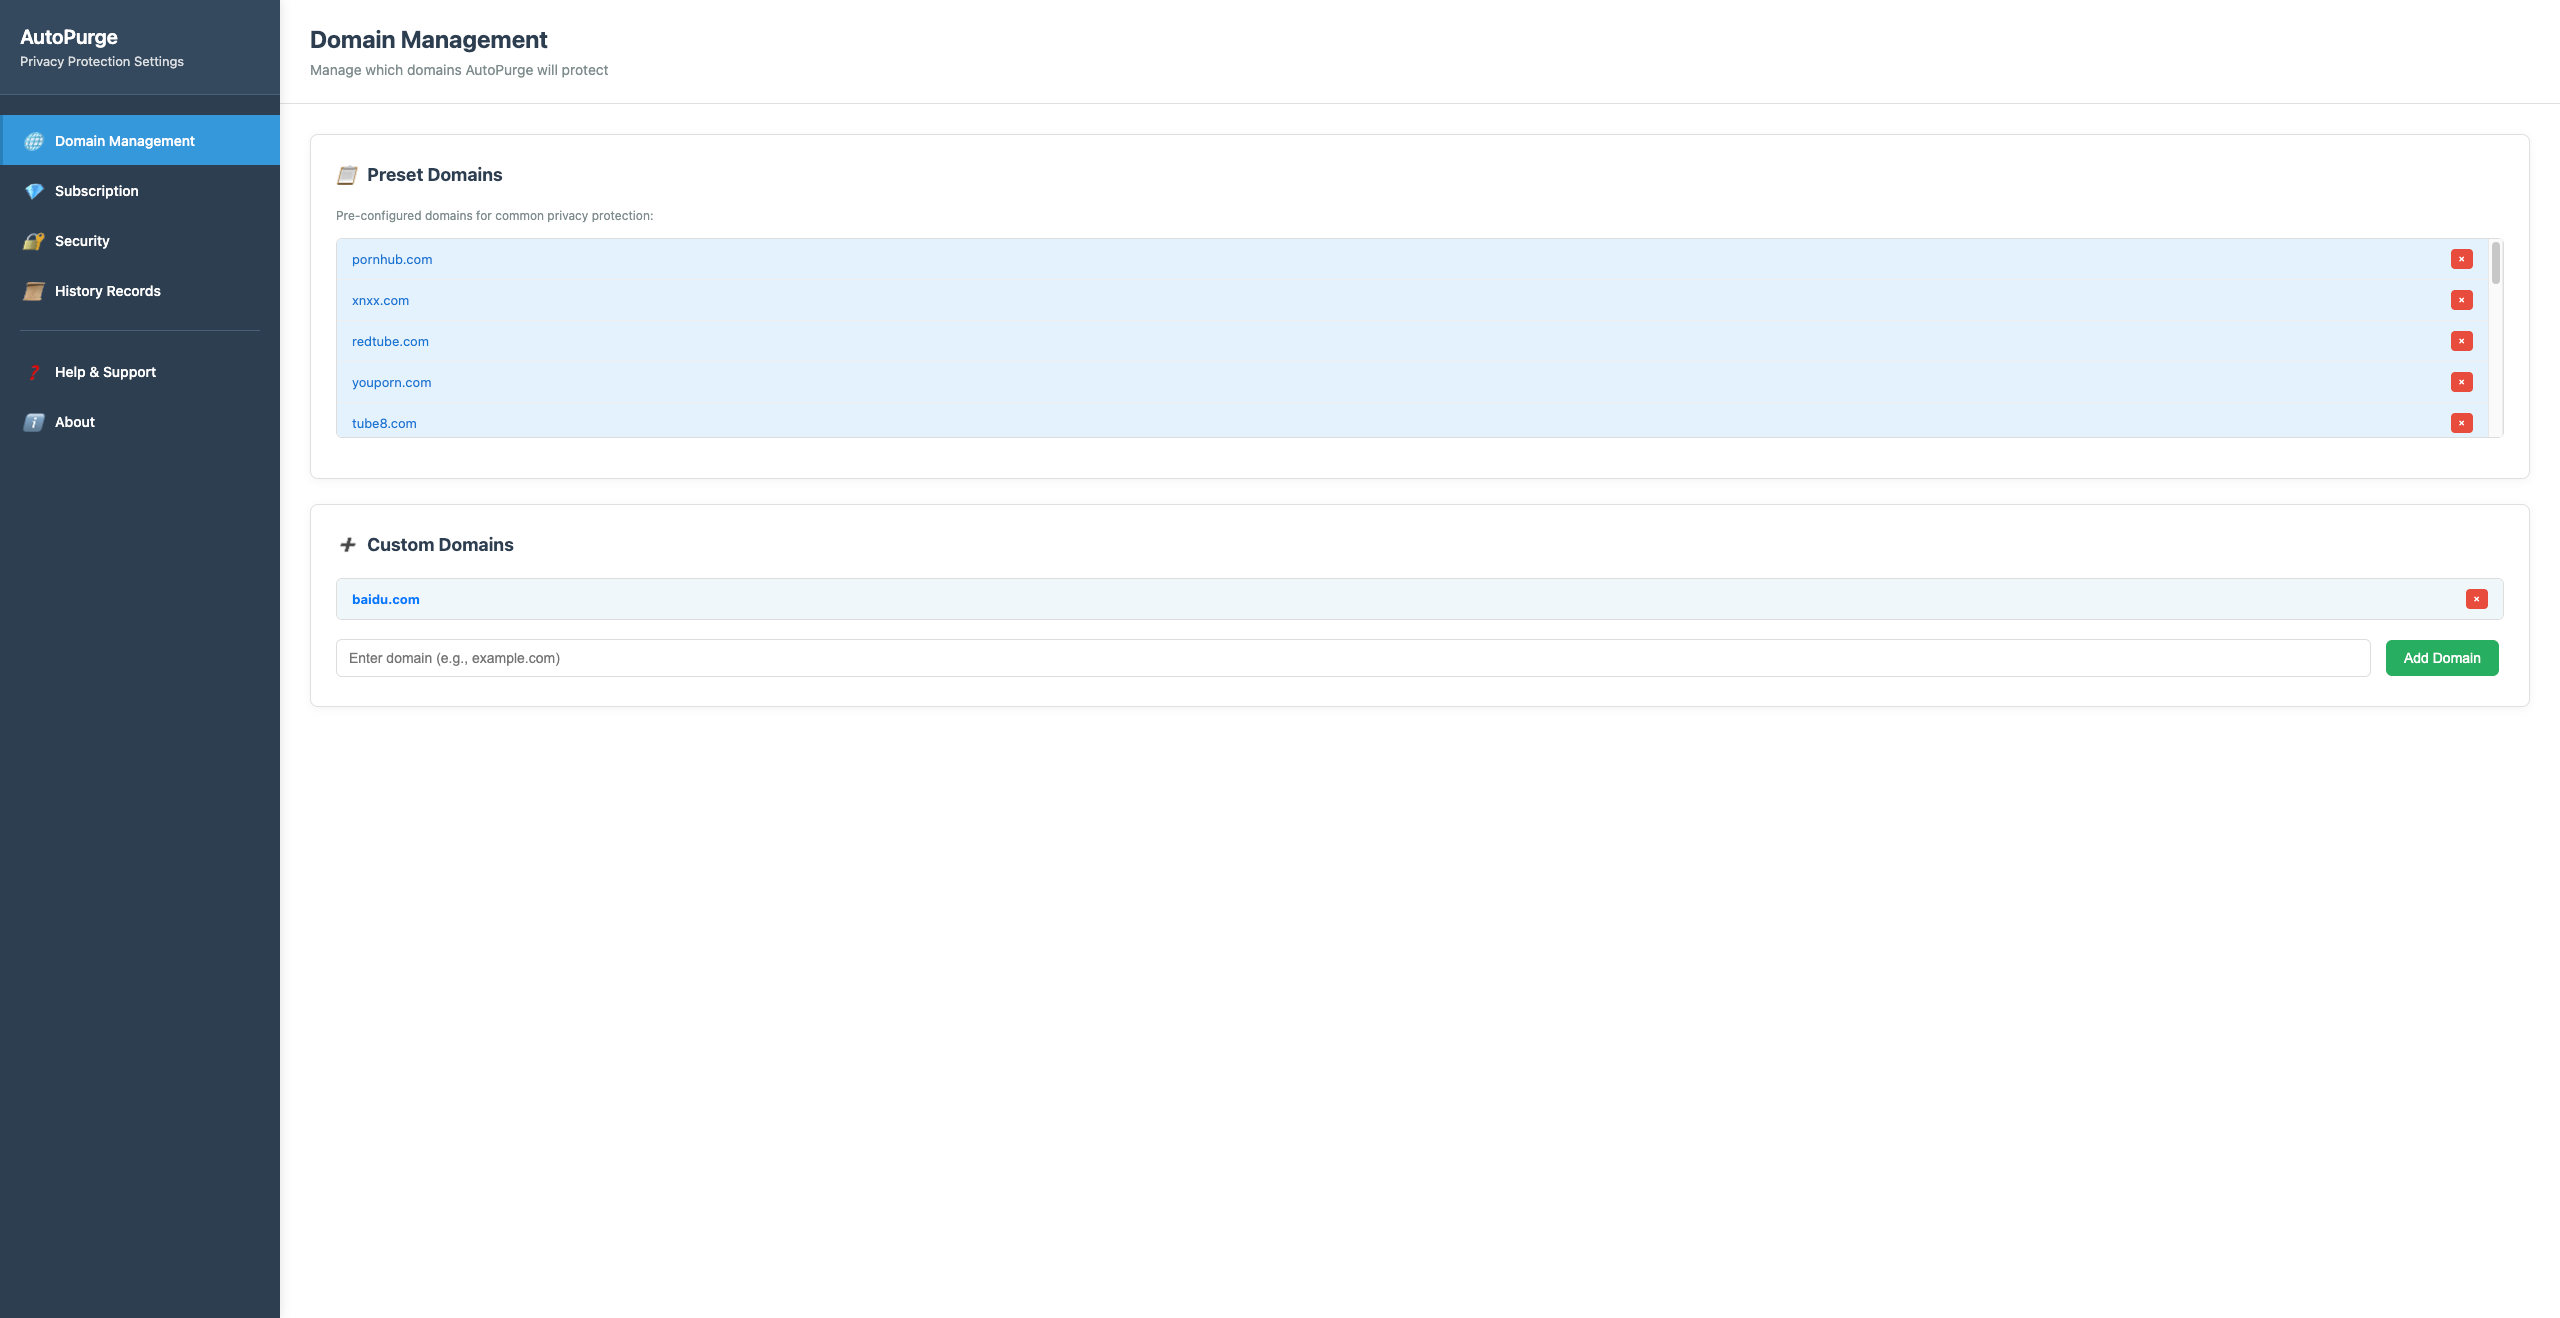 AutoPurge
Privacy Protection Settings
Domain Management
Subscription
Security
History Records
Help & Support
About
Domain Management
Manage which domains AutoPurge will protect
Preset Domains
Pre-configured domains for common privacy protection:
pornhub.com
xnxx.com
redtube.com
youporn.com
tube8.com
Custom Domains
baidu.com
Enter domain (e.g., example.com)
Add Domain